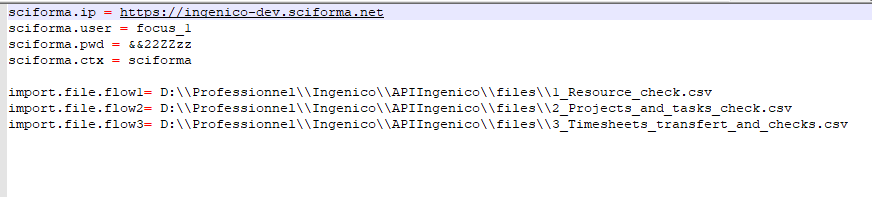 sciforma.ip = https://ingenico-dev.sciforma.net
sciforma.user = focus_1
sciforma.pwd = &&22ZZzz
sciforma.ctx = sciforma
import.file.flow1= D:\\Professionnel\\Ingenico\\APIIngenico\\files\\1_Resource_check.csv
import.file.flow2= D:\\Professionnel\\Ingenico\\APIIngenico\\files\\2_Projects_and_tasks_check.csv
import.file.flow3= D:\\Professionnel\\Ingenico\\APIIngenico\\files\\3_Timesheets_transfert_and_checks.csv